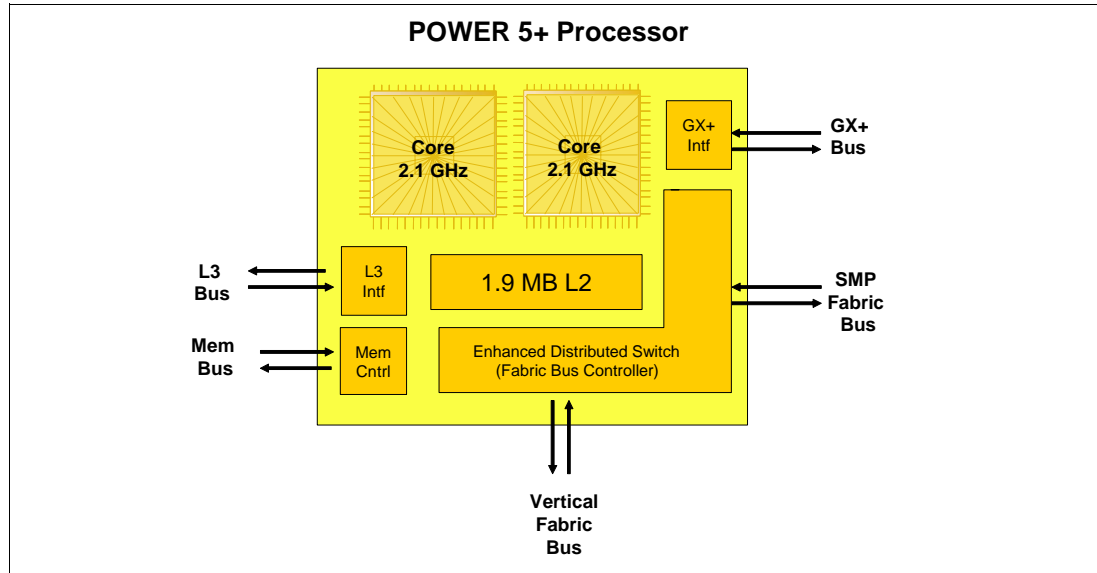 POWER 5+ Processor
Core
2.1 GHz
Core
2.1 GHz
GX+
Intf
GX+
Bus
L3
Bus
L3
Intf
1.9 MB L2
SMP
Fabric
Bus
Mem
Bus
Mem
Cntrl
Enhanced Distributed Switch
(Fabric Bus Controller)
Vertical
Fabric
Bus